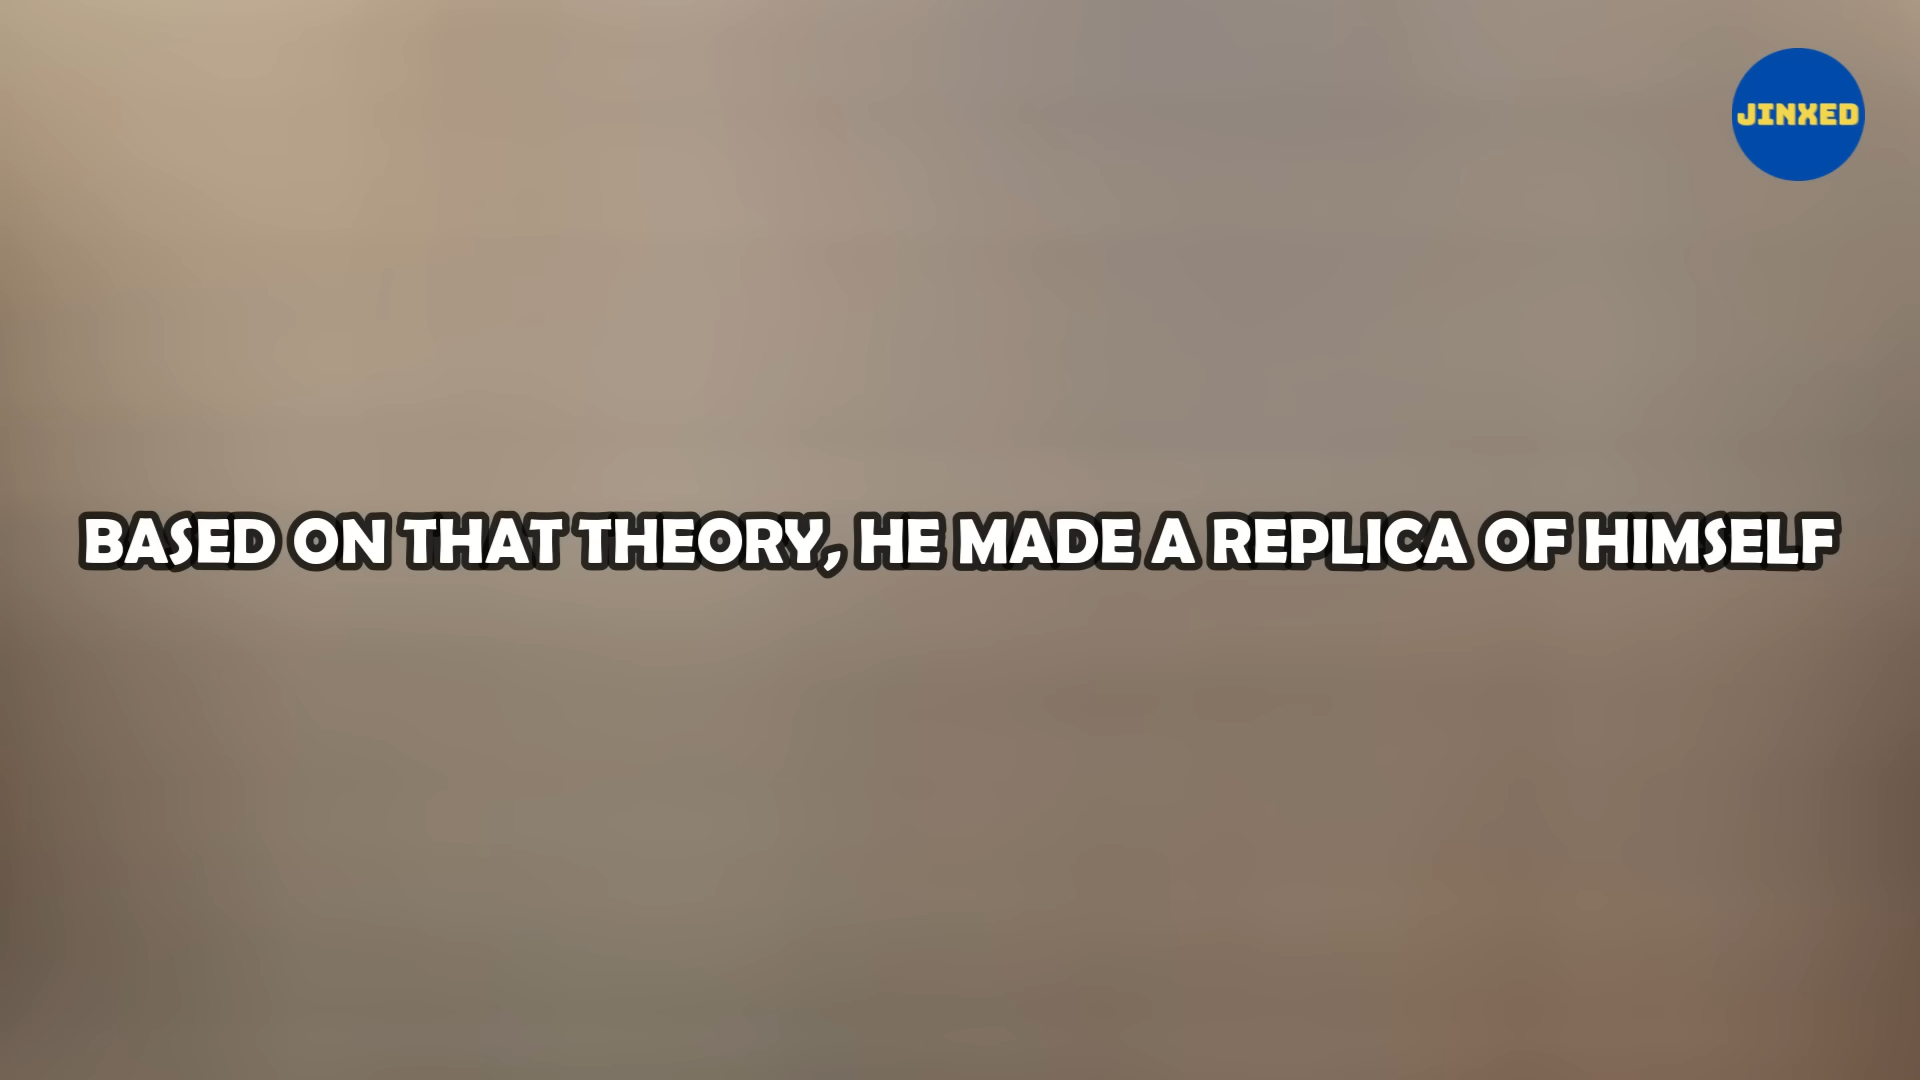 JINXED
BASED ON THAT THEORY, HE MADE A REPLICA OF HIMSELF